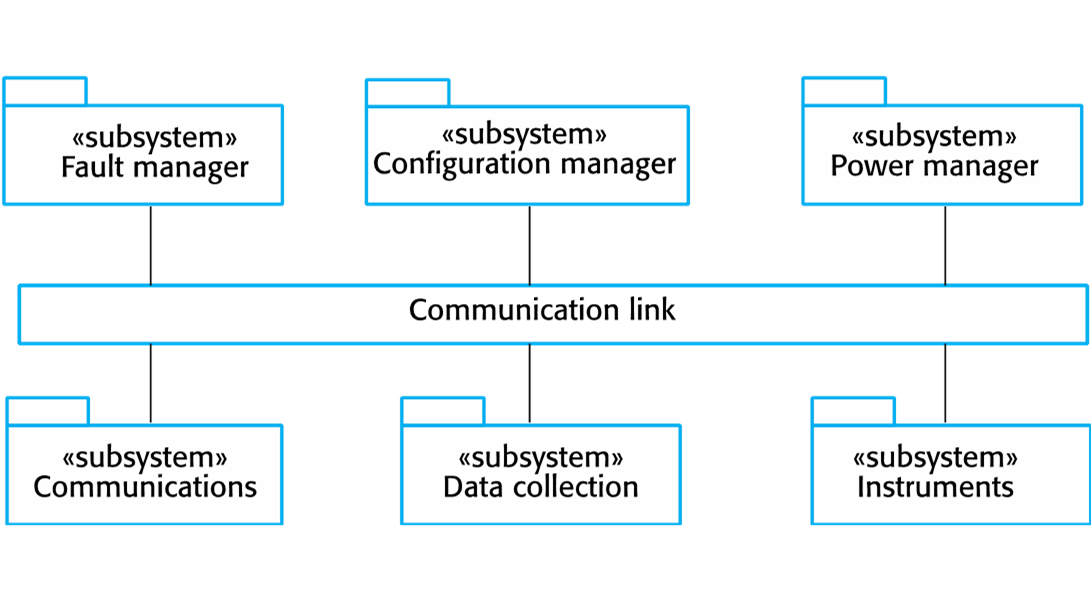 «subsystem»
Fault manager
«subsystem»
Configuration manager
«subsystem»
Power manager
Communication link
«subsystem»
Communications
«subsystem»
Data collection
«subsystem»
Instruments